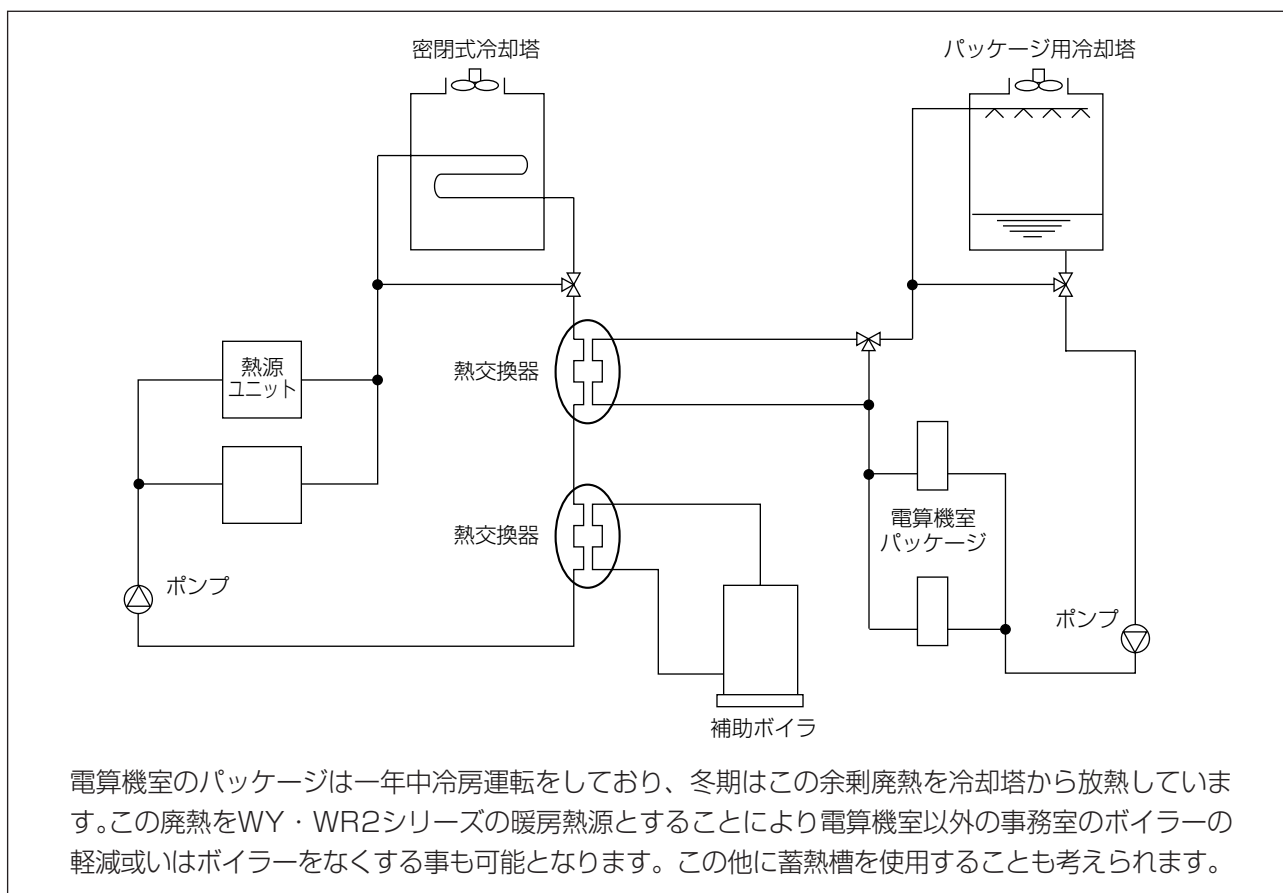 密閉式冷却塔
パッケージ用冷却塔
熱源
ユニット
熱交換器
熱交換器
電算機室
パッケージ
ポンプ
ポンプ
補助ボイラ
電算機室のパッケージは一年中冷房運転をしており、冬期はこの余剰廃熱を冷却塔から放熱していま
す。この廃熱をWY・WR2シリーズの暖房熱源とすることにより電算機室以外の事務室のボイラーの
軽減或いはボイラーをなくする事も可能となります。この他に蓄熱槽を使用することも考えられます。